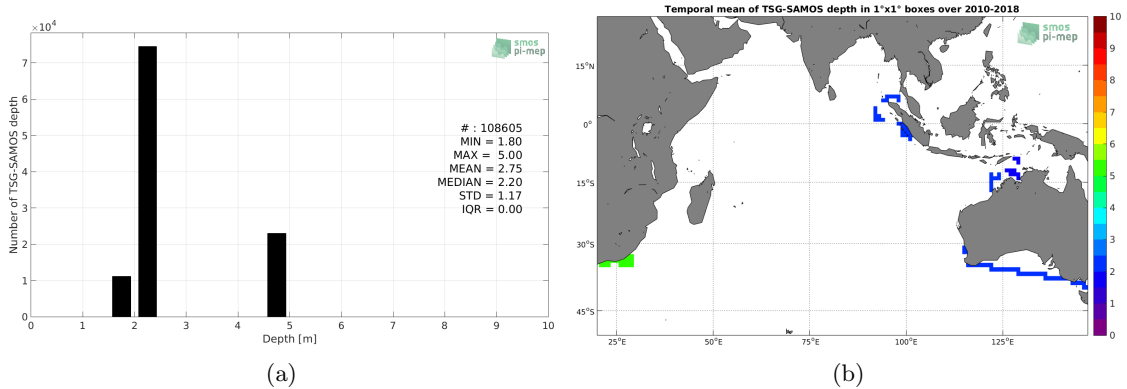 ×10⁴
smos
pi-mep
7
6
5
4
3
2
1
0
Number of TSG-SAMOS depth
# : 108605
MIN = 1.80
MAX = 5.00
MEAN = 2.75
MEDIAN = 2.20
STD = 1.17
IQR = 0.00
0 1 2 3 4 5 6 7 8 9 10
Depth [m]
(a)
Temporal mean of TSG-SAMOS depth in 1°x1° boxes over 2010-2018
smos
pi-mep
15°N
0°
15°S
30°S
45°S
25°E 50°E 75°E 100°E 125°E
10
9
8
7
6
5
4
3
2
1
0
(b)